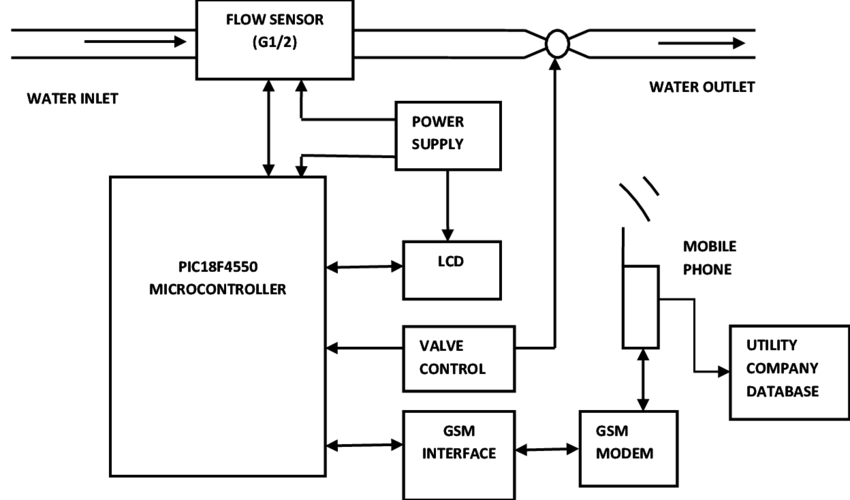 FLOW SENSOR
(G1/2)
WATER INLET
WATER OUTLET
POWER
SUPPLY
PIC18F4550
MICROCONTROLLER
LCD
MOBILE
PHONE
VALVE
CONTROL
UTILITY
COMPANY
DATABASE
GSM
INTERFACE
GSM
MODEM